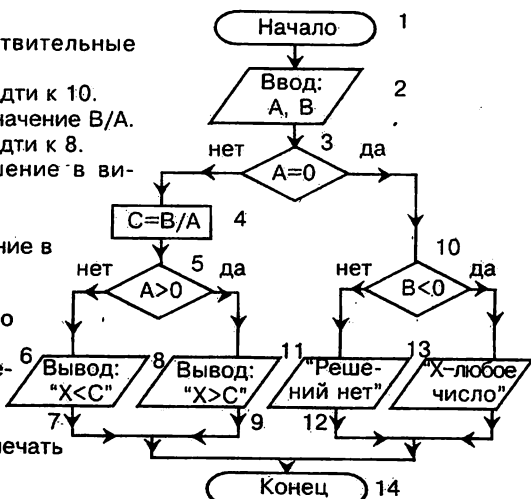 Начало 1
твительные
Ввод:
A, B 2
дти к 10.
начение B/A.
дти к 8.
3
нет A=0 да
шение в ви-
C=B/A 4
ние в
10
5
нет A>0 да
нет B<0 да
о
6 Вывод:
"X<C"
8 Вывод:
"X>C"
11 "Реше-
ний нет"
13 "X–любое
число"
е-
7 9 12
печать
Конец 14